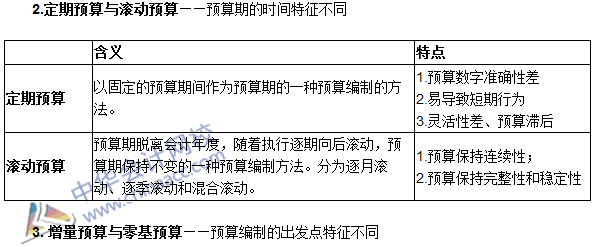 2.定期预算与滚动预算——预算期的时间特征不同
含义
特点
定期预算
以固定的预算期间作为预算期的一种预算编制的方
法。
1.预算数字准确性差
2.易导致短期行为
3.灵活性差、预算滞后
滚动预算
预算期脱离会计年度，随着执行逐期向后滚动，预
算期保持不变的一种预算编制方法。分为逐月滚
动、逐季滚动和混合滚动。
1.预算保持连续性；
2.预算保持完整性和稳定性
中华会计网校
www.chinaacc.com
3. 增量预算与零基预算——预算编制的出发点特征不同